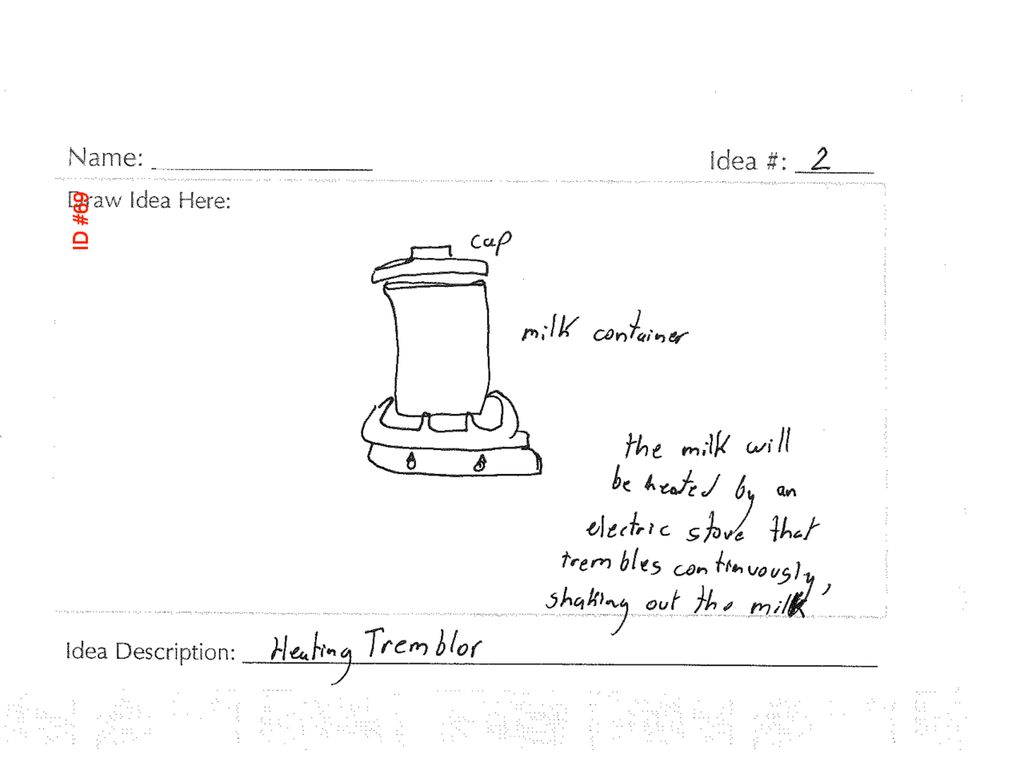 Name:
Idea #: 2
Draw Idea Here:
ID #69
cap
milk container
the milk will
be heated by an
electric stove that
trembles continuously,
shaking out the milk
Idea Description: Heating Tremblor